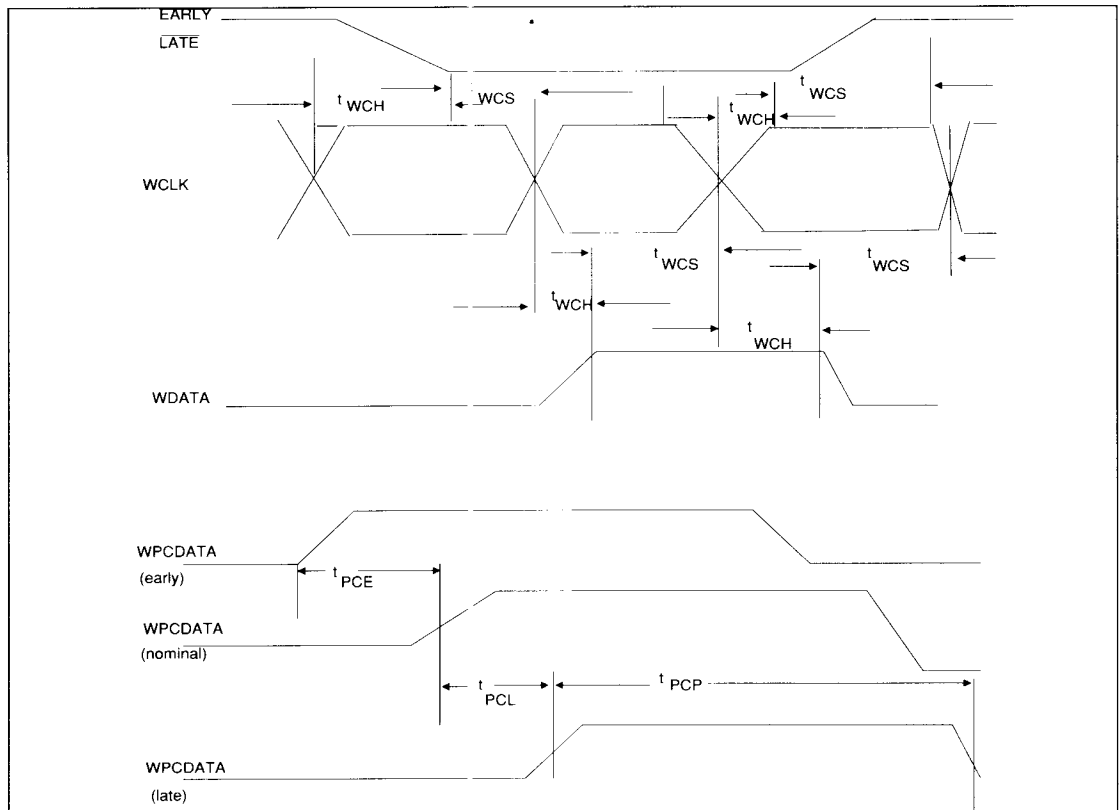 EARLY
LATE
t WCH
WCS
t WCS
t WCH
WCLK
t WCS
t WCS
t WCH
t WCH
WDATA
WPCDATA
(early)
t PCE
WPCDATA
(nominal)
t PCL
t PCP
WPCDATA
(late)